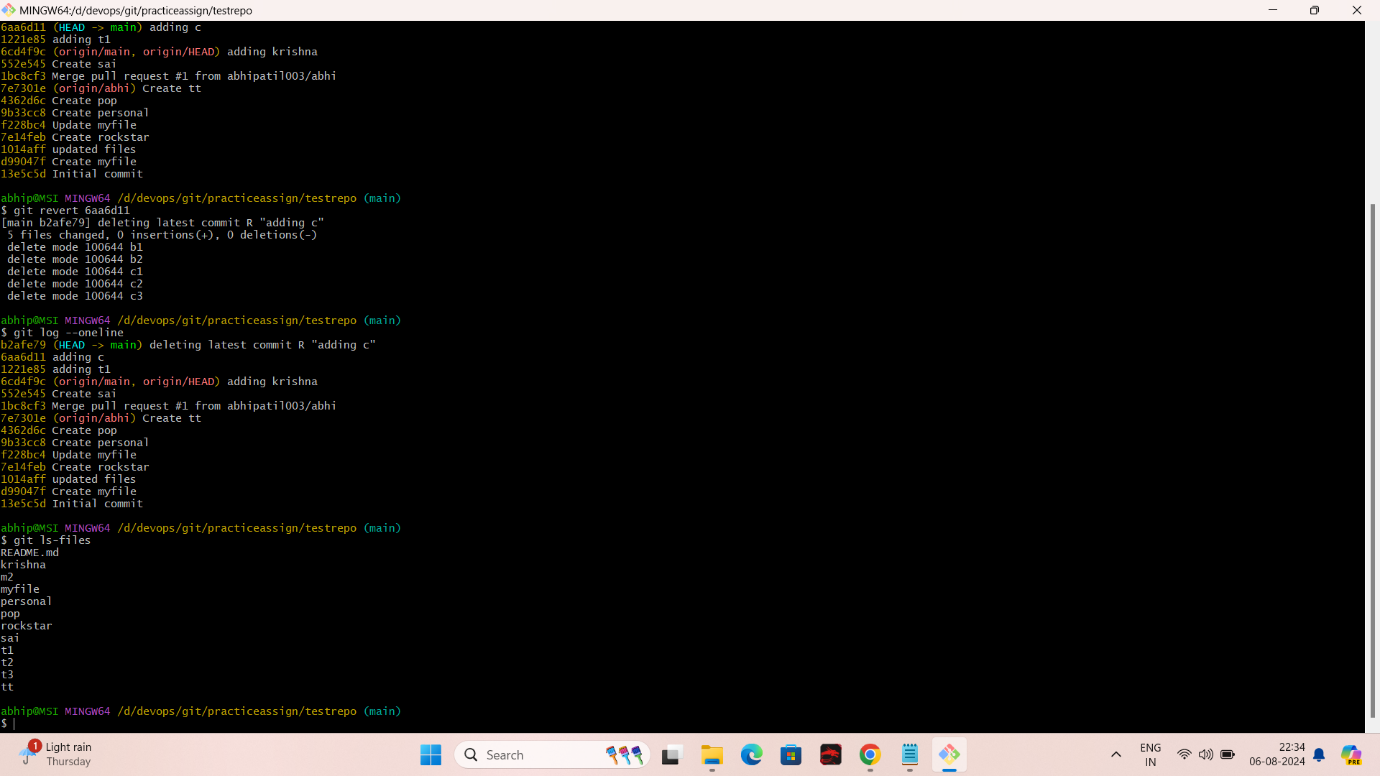 MINGW64:/d/devops/git/practiceassign/testrepo
6aa6d11 (HEAD -> main) adding c
1221e85 adding t1
6cd4f9c (origin/main, origin/HEAD) adding krishna
552e545 Create sai
1bc8cf3 Merge pull request #1 from abhipatil003/abhi
7e7301e (origin/abhi) Create tt
4362d6c Create pop
9b33cc8 Create personal
f228bc4 Update myfile
7e14feb Create rockstar
1014aff updated files
d99047f Create myfile
13e5c5d Initial commit
abhip@MSI MINGW64 /d/devops/git/practiceassign/testrepo (main)
$ git revert 6aa6d11
[main b2afe79] deleting latest commit R "adding c"
5 files changed, 0 insertions(+), 0 deletions(-)
delete mode 100644 b1
delete mode 100644 b2
delete mode 100644 c1
delete mode 100644 c2
delete mode 100644 c3
abhip@MSI MINGW64 /d/devops/git/practiceassign/testrepo (main)
$ git log --oneline
b2afe79 (HEAD -> main) deleting latest commit R "adding c"
6aa6d11 adding c
1221e85 adding t1
6cd4f9c (origin/main, origin/HEAD) adding krishna
552e545 Create sai
1bc8cf3 Merge pull request #1 from abhipatil003/abhi
7e7301e (origin/abhi) Create tt
4362d6c Create pop
9b33cc8 Create personal
f228bc4 Update myfile
7e14feb Create rockstar
1014aff updated files
d99047f Create myfile
13e5c5d Initial commit
abhip@MSI MINGW64 /d/devops/git/practiceassign/testrepo (main)
$ git ls-files
README.md
krishna
m2
myfile
personal
pop
rockstar
sai
t1
t2
t3
tt
abhip@MSI MINGW64 /d/devops/git/practiceassign/testrepo (main)
$
1
Light rain
Thursday
Search
ENG
IN
22:34
06-08-2024
PRE